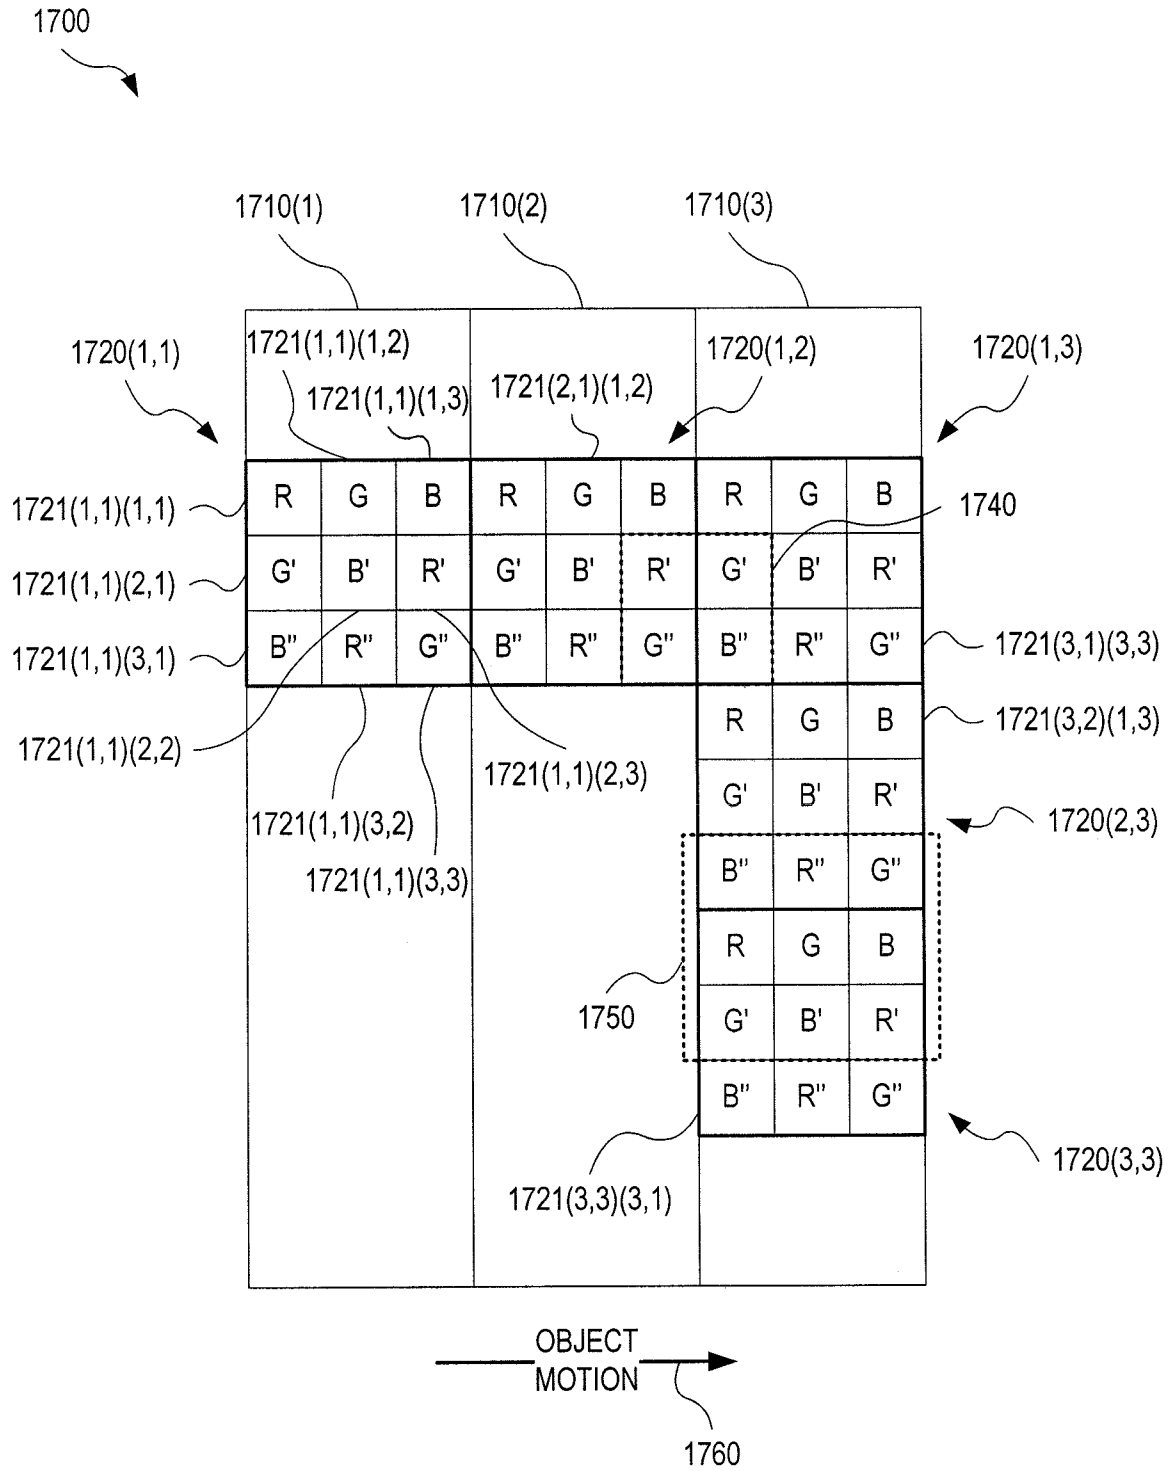 1700
1710(1) 1710(2) 1710(3)
1720(1,1) 1721(1,1)(1,2) 1720(1,2) 1720(1,3)
1721(1,1)(1,3) 1721(2,1)(1,2)
1721(1,1)(1,1) R G B R G B R G B 1740
1721(1,1)(2,1) G' B' R' G' B' R' G' B' R'
1721(1,1)(3,1) B" R" G" B" R" G" B" R" G" 1721(3,1)(3,3)
R G B 1721(3,2)(1,3)
1721(1,1)(2,2) 1721(1,1)(2,3)
G' B' R'
1721(1,1)(3,2) 1720(2,3)
1721(1,1)(3,3) B" R" G"
R G B
1750 G' B' R'
B" R" G"
1720(3,3)
1721(3,3)(3,1)
OBJECT
MOTION
1760